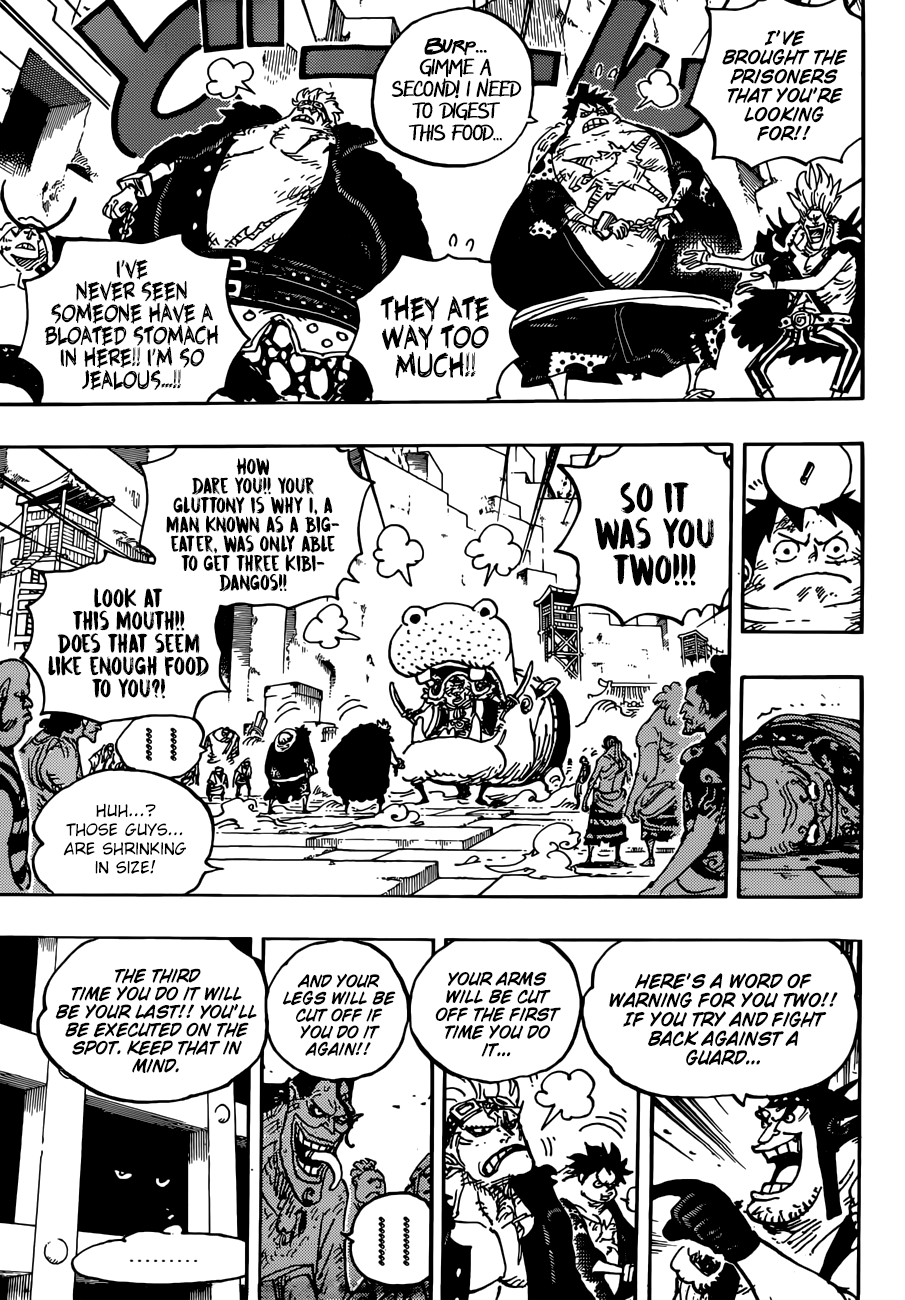 I'VE
BROUGHT THE
PRISONERS
THAT YOU'RE
LOOKING
FOR!!
BURP...
GIMME A
SECOND! I NEED
TO DIGEST
THIS FOOD...
ドーん
THEY ATE
WAY TOO
MUCH!!
I'VE
NEVER SEEN
SOMEONE HAVE A
BLOATED STOMACH
IN HERE!! I'M SO
JEALOUS...!!
!
SO IT
WAS YOU
TWO!!!
HOW
DARE YOU!! YOUR
GLUTTONY IS WHY I, A
MAN KNOWN AS A BIG-
EATER, WAS ONLY ABLE
TO GET THREE KIBI-
DANGOS!!
LOOK AT
THIS MOUTH!!
DOES THAT SEEM
LIKE ENOUGH FOOD
TO YOU?!
HUH...?
THOSE GUYS...
ARE SHRINKING
IN SIZE!
HERE'S A WORD OF
WARNING FOR YOU TWO!!
IF YOU TRY AND FIGHT
BACK AGAINST A
GUARD...
YOUR ARMS
WILL BE CUT
OFF THE FIRST
TIME YOU DO
IT...
AND YOUR
LEGS WILL BE
CUT OFF IF
YOU DO IT
AGAIN!!
THE THIRD
TIME YOU DO IT WILL
BE YOUR LAST!! YOU'LL
BE EXECUTED ON THE
SPOT. KEEP THAT IN
MIND.
.........